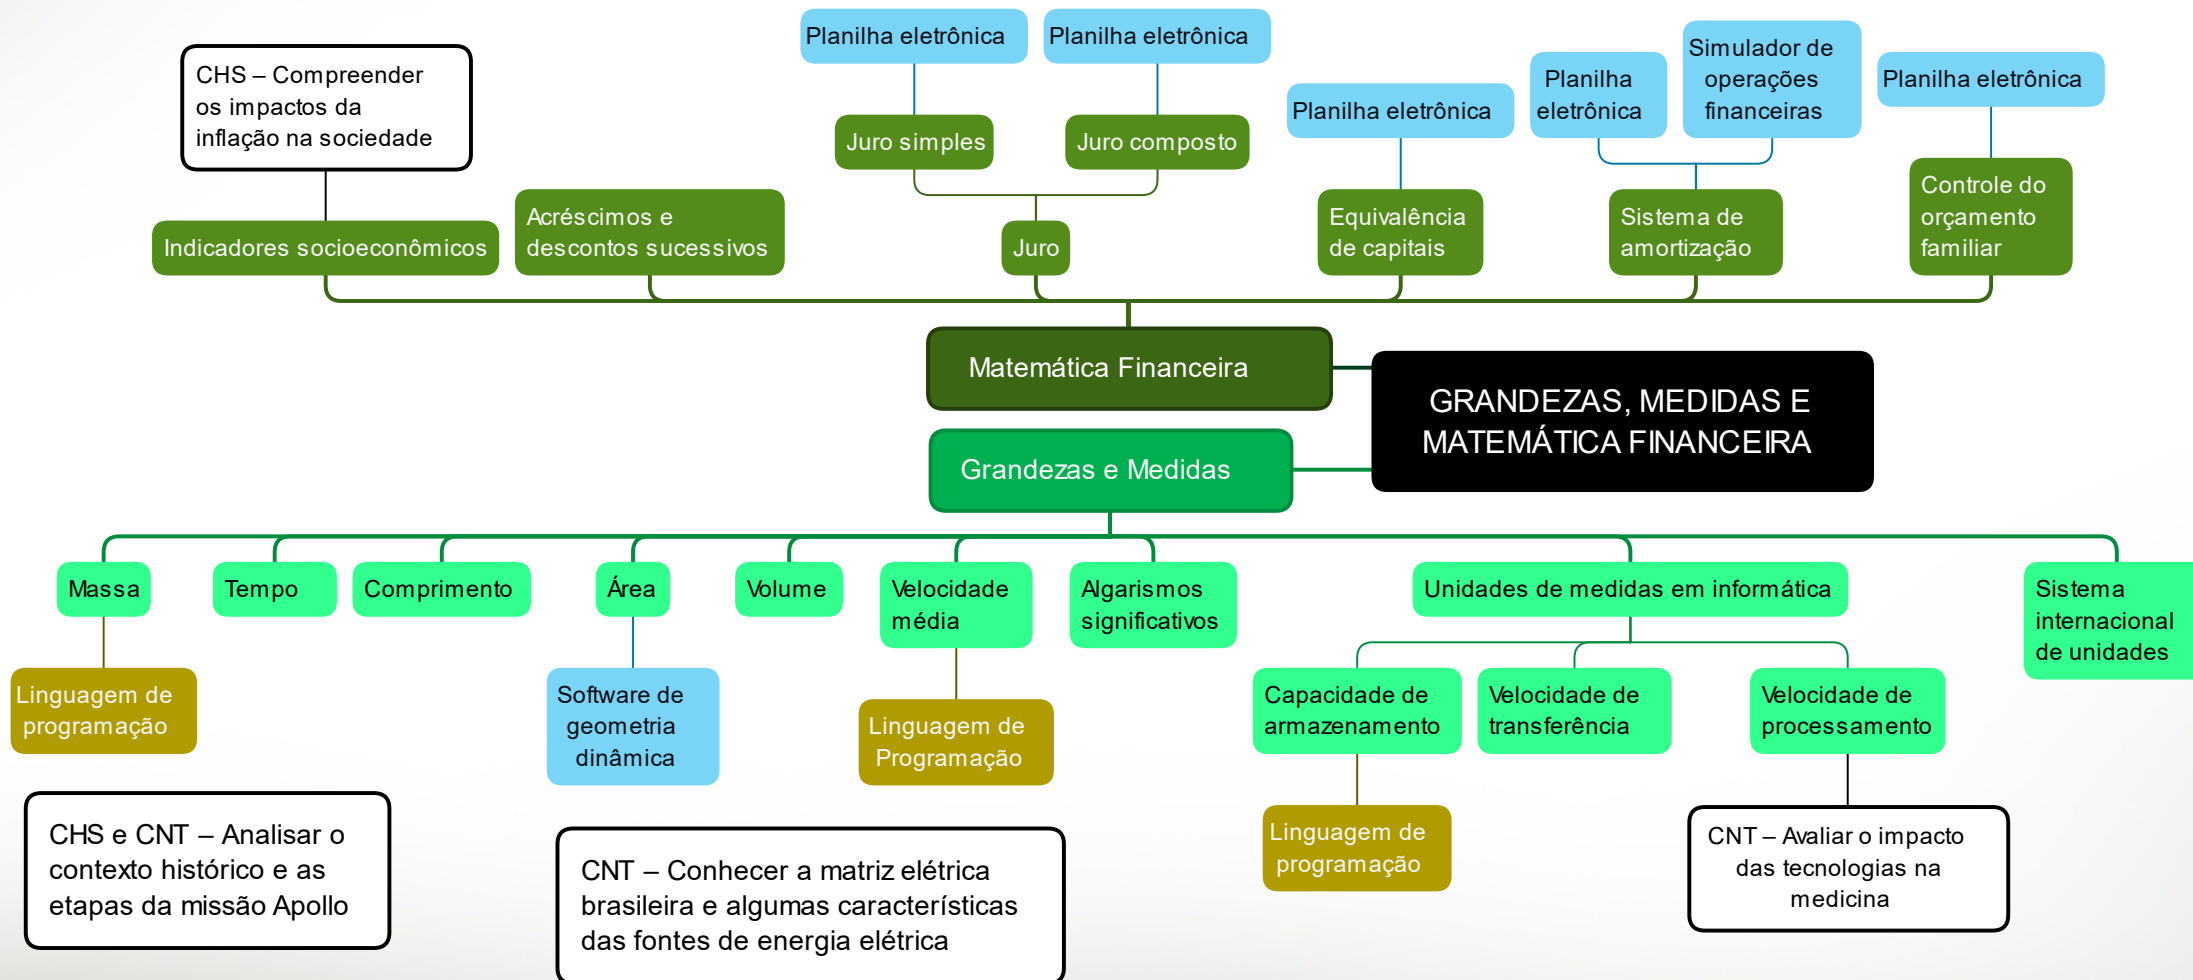 Planilha eletrônica
Planilha eletrônica
CHS – Compreender
os impactos da
inflação na sociedade
Simulador de
operações
financeiras
Planilha
eletrônica
Planilha eletrônica
Planilha eletrônica
Juro simples
Juro composto
Indicadores socioeconômicos
Acréscimos e
descontos sucessivos
Juro
Equivalência
de capitais
Sistema de
amortização
Controle do
orçamento
familiar
Matemática Financeira
GRANDEZAS, MEDIDAS E
MATEMÁTICA FINANCEIRA
Grandezas e Medidas
Massa
Tempo
Comprimento
Área
Volume
Velocidade
média
Algarismos
significativos
Unidades de medidas em informática
Sistema
internacional
de unidades
Linguagem de
programação
Software de
geometria
dinâmica
Linguagem de
Programação
Capacidade de
armazenamento
Velocidade de
transferência
Velocidade de
processamento
Linguagem de
programação
CHS e CNT – Analisar o
contexto histórico e as
etapas da missão Apollo
CNT – Conhecer a matriz elétrica
brasileira e algumas características
das fontes de energia elétrica
CNT – Avaliar o impacto
das tecnologias na
medicina